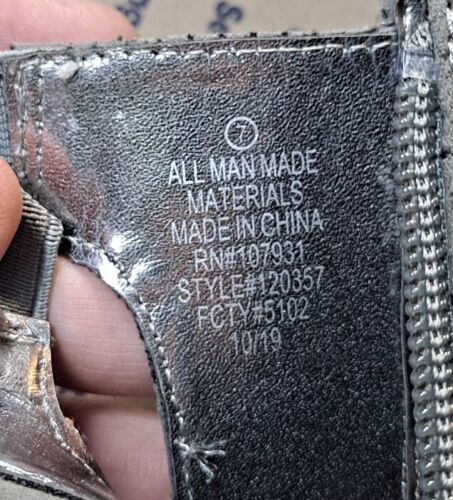 7
ALL MAN MADE
MATERIALS
MADE IN CHINA
RN#107931
STYLE#120357
FCTY#5102
10/19